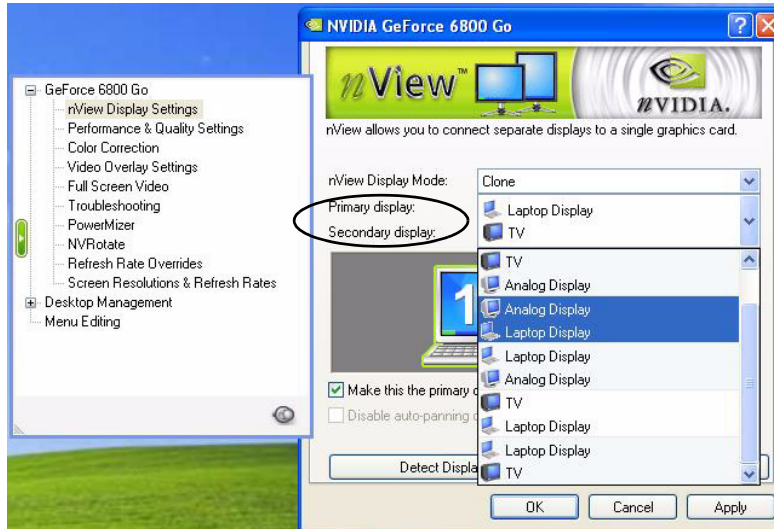 GeForce 6800 Go
nView Display Settings
Performance & Quality Settings
Color Correction
Video Overlay Settings
Full Screen Video
Troubleshooting
PowerMizer
NVRotate
Refresh Rate Overrides
Screen Resolutions & Refresh Rates
Desktop Management
Menu Editing
NVIDIA GeForce 6800 Go
nView™
NVIDIA.
nView allows you to connect separate displays to a single graphics card.
nView Display Mode: Clone
Primary display: Laptop Display
Secondary display: TV
1
TV
Analog Display
Analog Display
Laptop Display
Laptop Display
Analog Display
TV
Laptop Display
Laptop Display
TV
Make this the primary
Disable auto-panning
Detect Displa
OK Cancel Apply